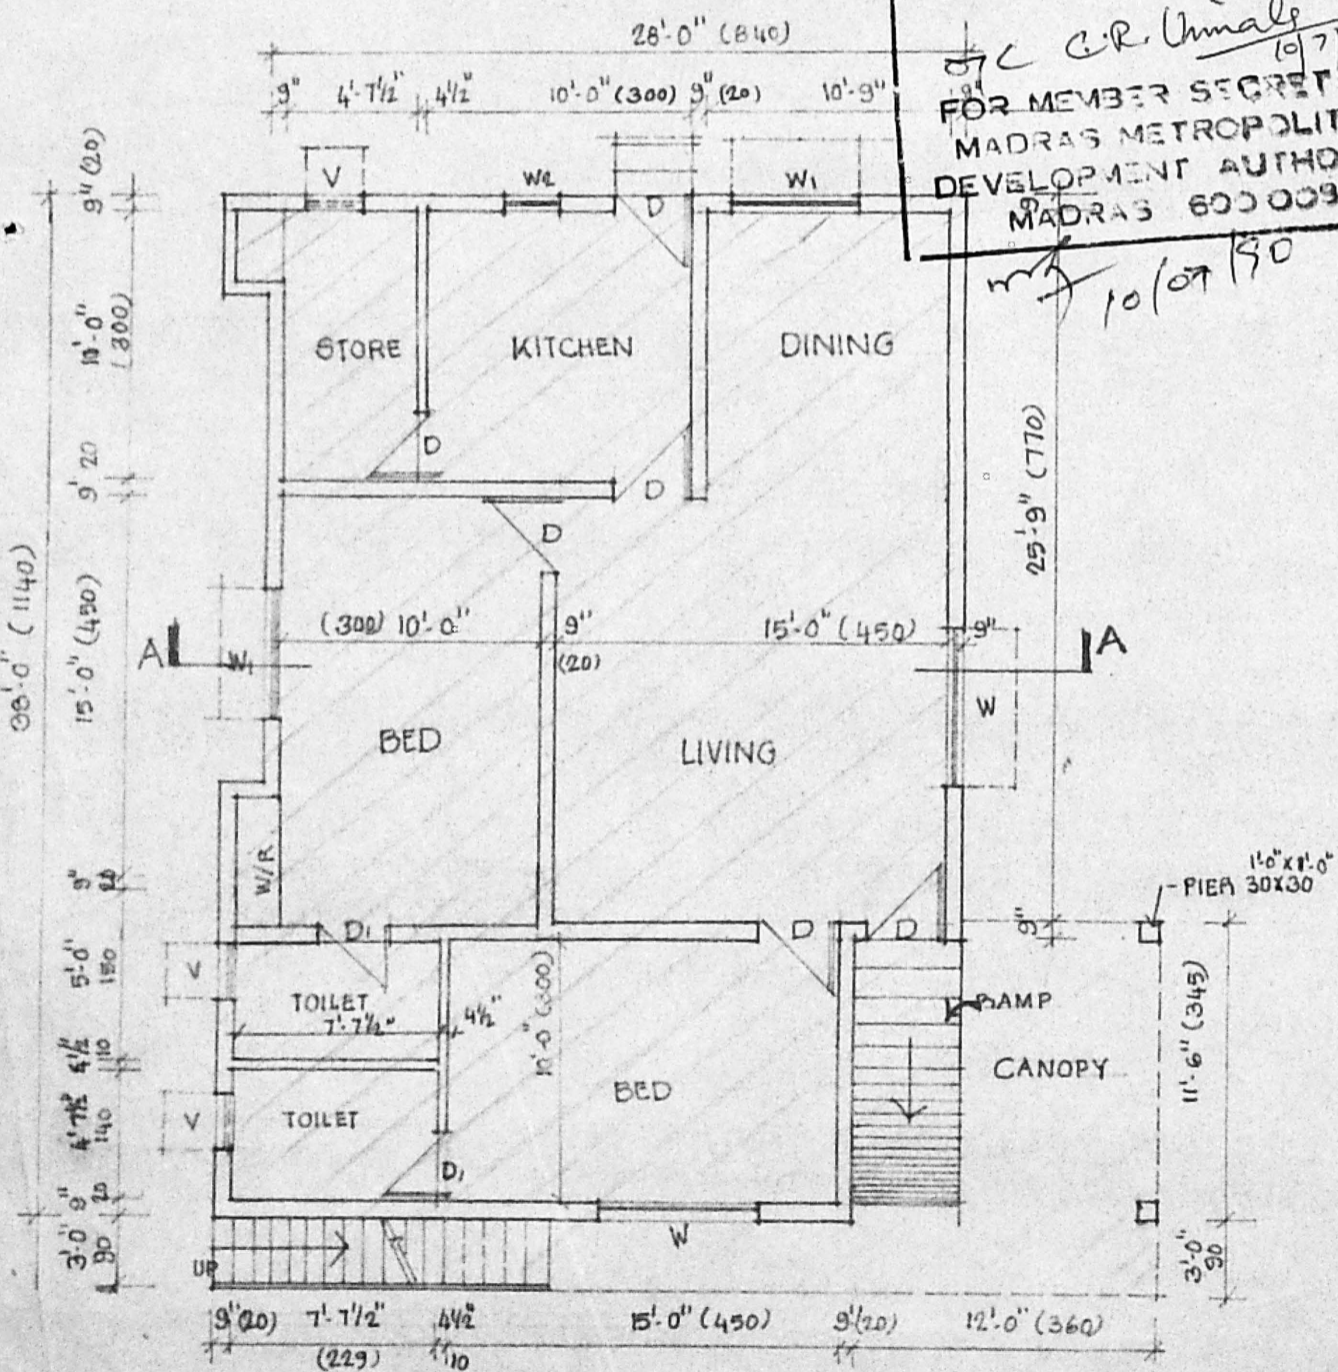 28'-0" (840)
9" 4'-7½" 4½" 10'-0" (300) 9" (20) 10'-9" 9"
C.R.
FOR MEMBER
MADRAS
DEVELOPMENT
MADRAS 600 009
10/07/90
V W2 D W1
9" (20)
10'-0" (300)
9" 20
15'-0" (450)
9" 20
5'-0" 150
4½ 10
4'-7½" 140
9" 20
3'-0" 90
(1140)
STORE KITCHEN DINING
D
D
D
9"
25'-9" (770)
(300) 10'-0" 9" (20) 15'-0" (450) 9"
A W1 W A
BED LIVING
W/R
1'-0" x 1'-0"
PIER 30X30
D1 D D 9"
V TOILET
7'-7½" 4½"
10'-0" (300)
RAMP
CANOPY
11'-6" (345)
V TOILET BED
D1
W
UP
3'-0" 90
9" (20) 7'-7½" (229) 4½" 10 15'-0" (450) 9" (20) 12'-0" (360)